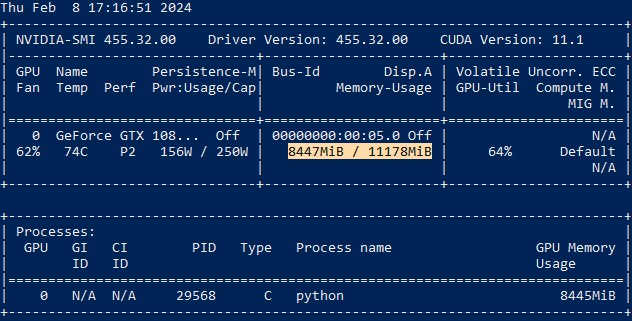 Thu Feb  8 17:16:51 2024
+-----------------------------------------------------------------------------+
| NVIDIA-SMI 455.32.00    Driver Version: 455.32.00    CUDA Version: 11.1     |
|-------------------------------+----------------------+----------------------+
| GPU  Name        Persistence-M| Bus-Id        Disp.A | Volatile Uncorr. ECC |
| Fan  Temp  Perf  Pwr:Usage/Cap|         Memory-Usage | GPU-Util  Compute M. |
|                               |                      |               MIG M. |
|===============================+======================+======================|
|   0  GeForce GTX 108...  Off  | 00000000:00:05.0 Off |                  N/A |
| 62%   74C    P2   156W / 250W |   8447MiB / 11178MiB |     64%      Default |
|                               |                      |                  N/A |
+-------------------------------+----------------------+----------------------+

+-----------------------------------------------------------------------------+
| Processes:                                                                  |
|  GPU   GI   CI        PID   Type   Process name                  GPU Memory |
|        ID   ID                                                   Usage      |
|=============================================================================|
|    0   N/A  N/A     29568      C   python                           8445MiB |
+-----------------------------------------------------------------------------+